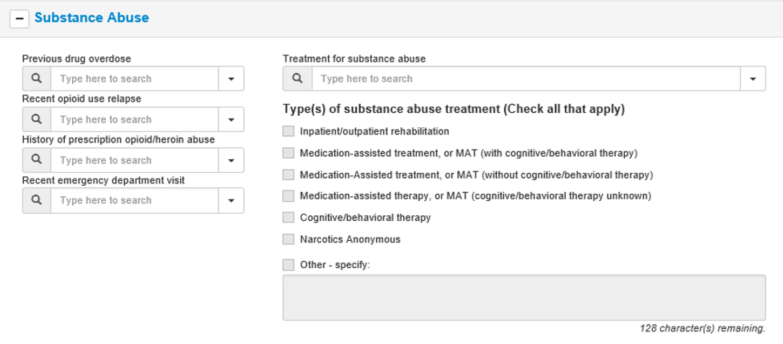 Substance Abuse
Previous drug overdose
Type here to search
Recent opioid use relapse
Type here to search
History of prescription opioid/heroin abuse
Type here to search
Recent emergency department visit
Type here to search
Treatment for substance abuse
Type here to search
Type(s) of substance abuse treatment (Check all that apply)
Inpatient/outpatient rehabilitation
Medication-assisted treatment, or MAT (with cognitive/behavioral therapy)
Medication-Assisted treatment, or MAT (without cognitive/behavioral therapy)
Medication-assisted therapy, or MAT (cognitive/behavioral therapy unknown)
Cognitive/behavioral therapy
Narcotics Anonymous
Other - specify:
128 character(s) remaining.